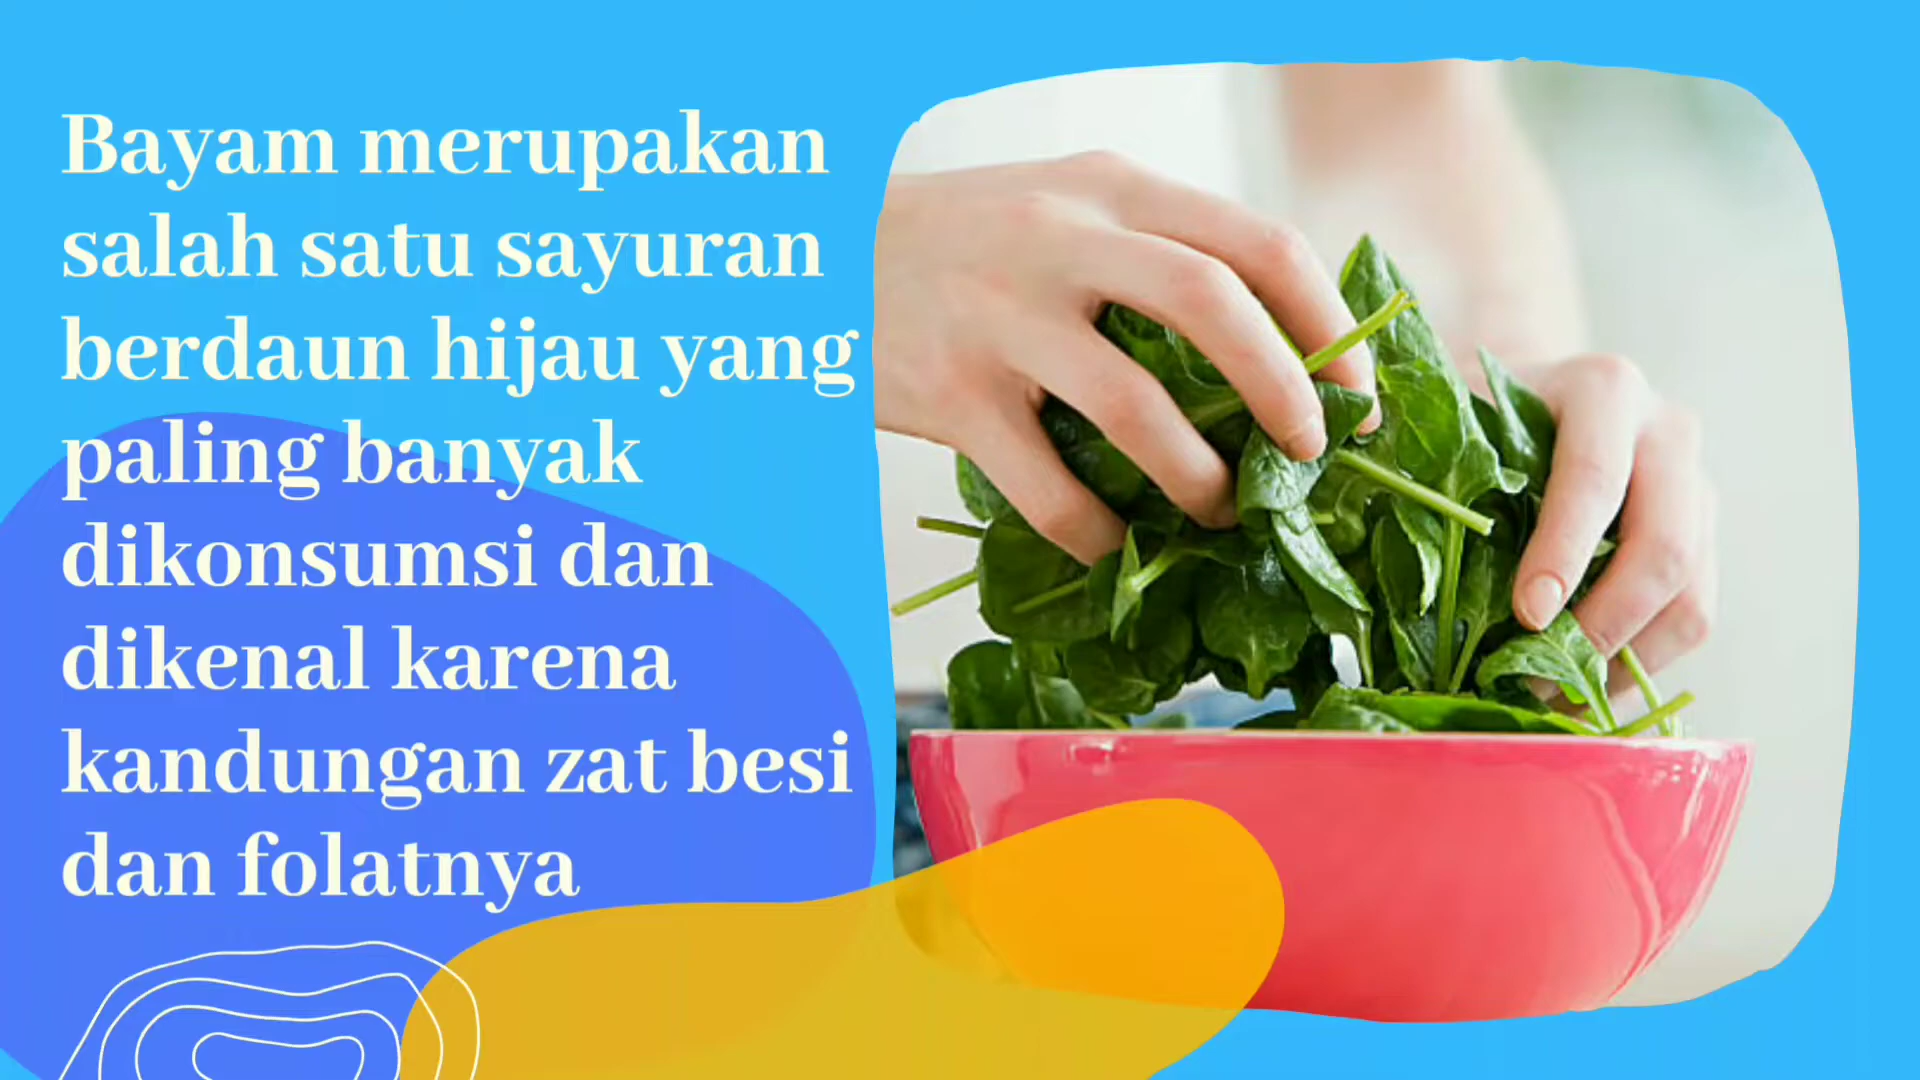 Bayam merupakan
salah satu sayuran
berdaun hijau yang
paling banyak
dikonsumsi dan
dikenal karena
kandungan zat besi
dan folatnya